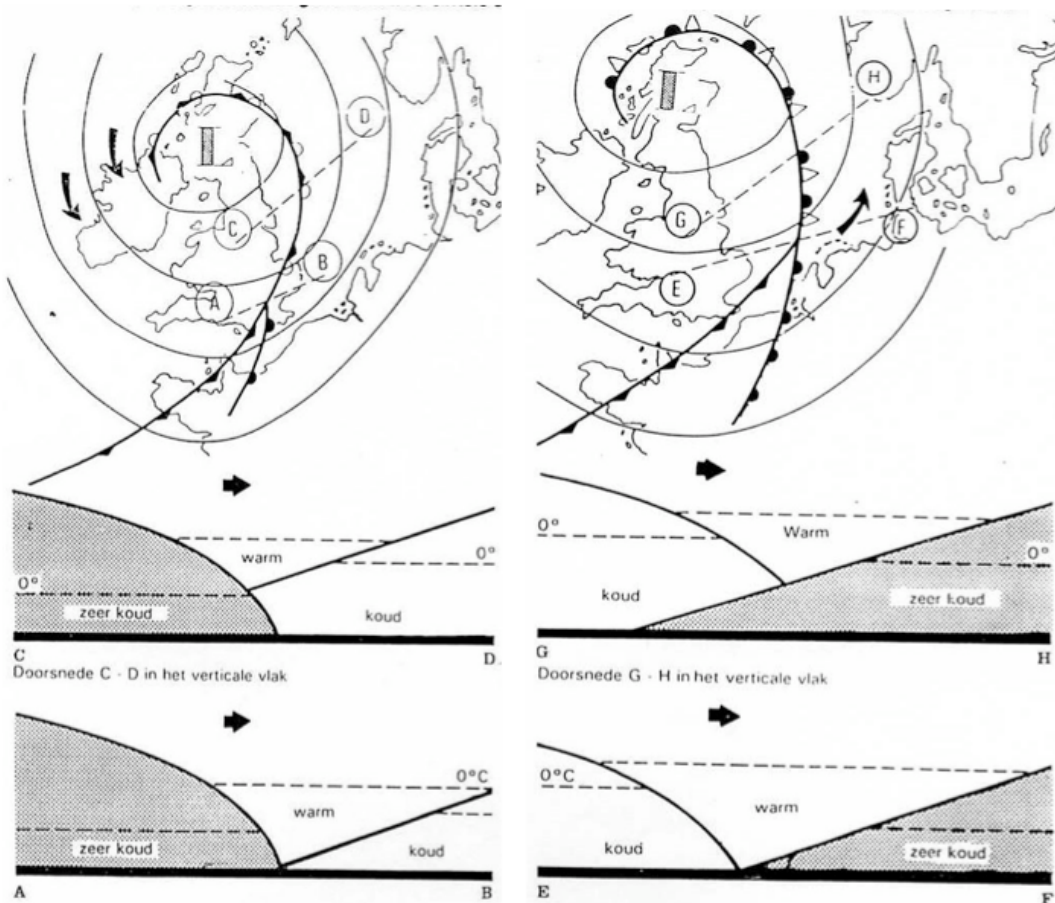 L
D
C
B
A
H
G
F
E
0°
warm
0°
zeer koud
koud
C
D
Doorsnede C - D in het verticale vlak
0°C
warm
zeer koud
koud
A
B
0°
Warm
0°
koud
zeer koud
G
H
Doorsnede G - H in het verticale vlak
0°C
warm
koud
zeer koud
E
F